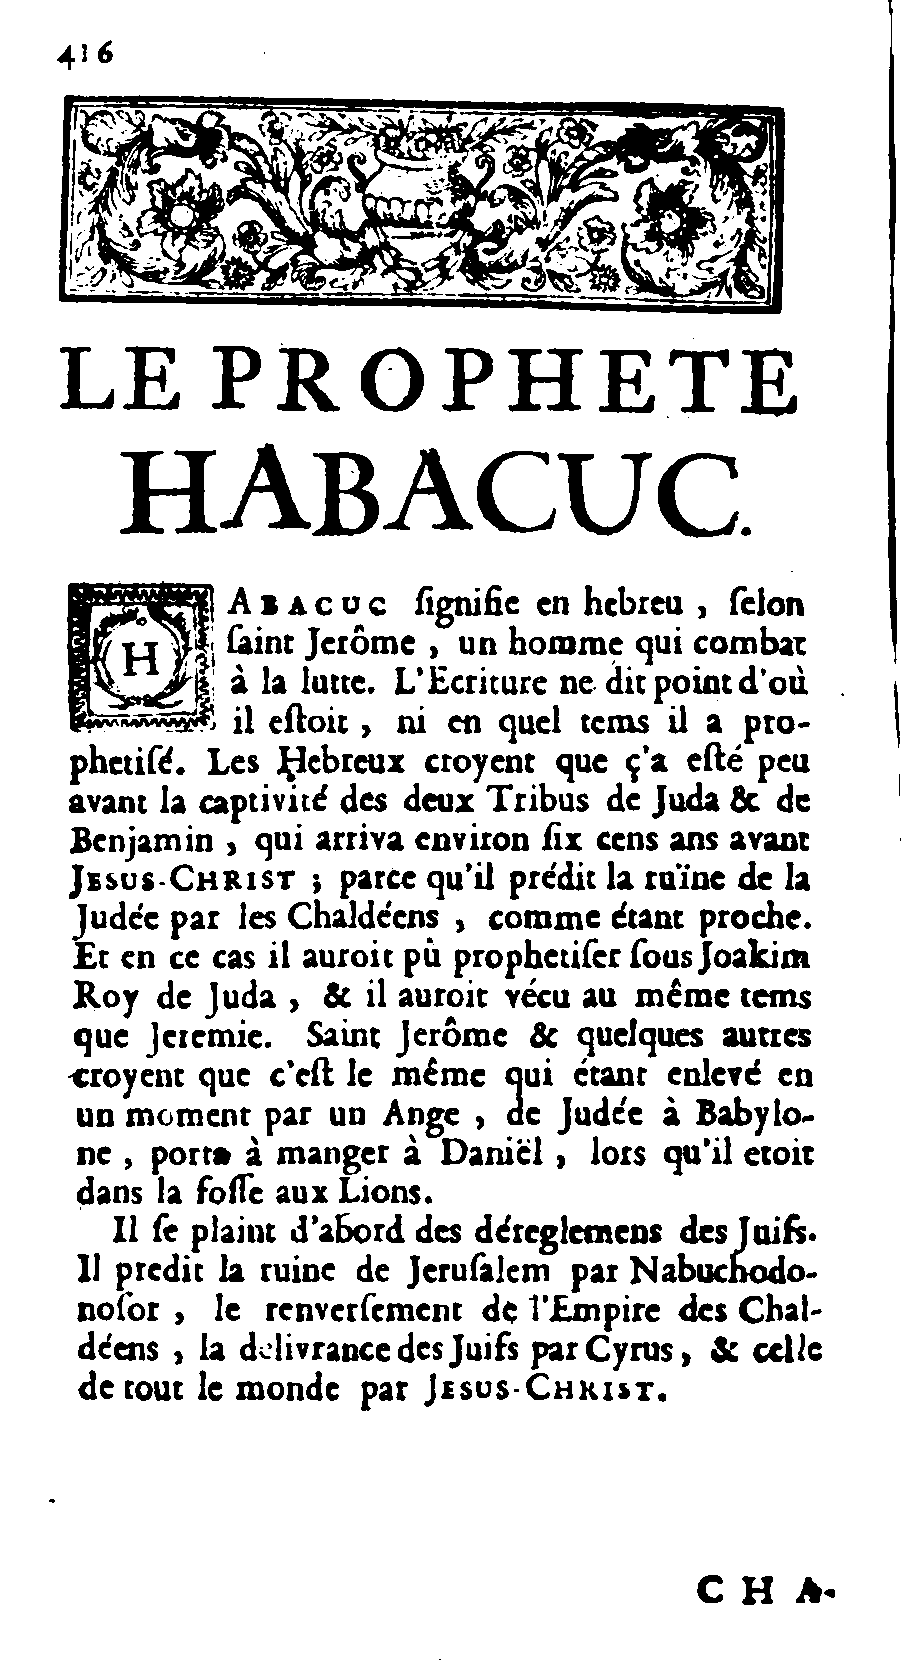 416
LE PROPHETE
HABACUC.
HABACUC ſignifie en hebreu , ſelon
ſaint Jerôme , un homme qui combat
à la lutte. L'Ecriture ne dit point d'où
il eſtoit , ni en quel tems il a pro-
phetiſé. Les Hebreux croyent que ç'a eſté peu
avant la captivité des deux Tribus de Juda & de
Benjamin , qui arriva environ ſix cens ans avant
JESUS-CHRIST ; parce qu'il prédit la ruïne de la
Judée par les Chaldéens , comme étant proche.
Et en ce cas il auroit pû prophetiſer ſous Joakim
Roy de Juda , & il auroit vécu au même tems
que Jeremie. Saint Jerôme & quelques autres
croyent que c'eſt le même qui étant enlevé en
un moment par un Ange , de Judée à Babylo-
ne , porta à manger à Daniël , lors qu'il etoit
dans la foſſe aux Lions.
Il ſe plaint d'abord des déreglemens des Juifs.
Il predit la ruine de Jeruſalem par Nabuchodo-
noſor , le renverſement de l'Empire des Chal-
déens , la delivrance des Juifs par Cyrus, & celle
de tout le monde par JESUS-CHRIST.
CHA-